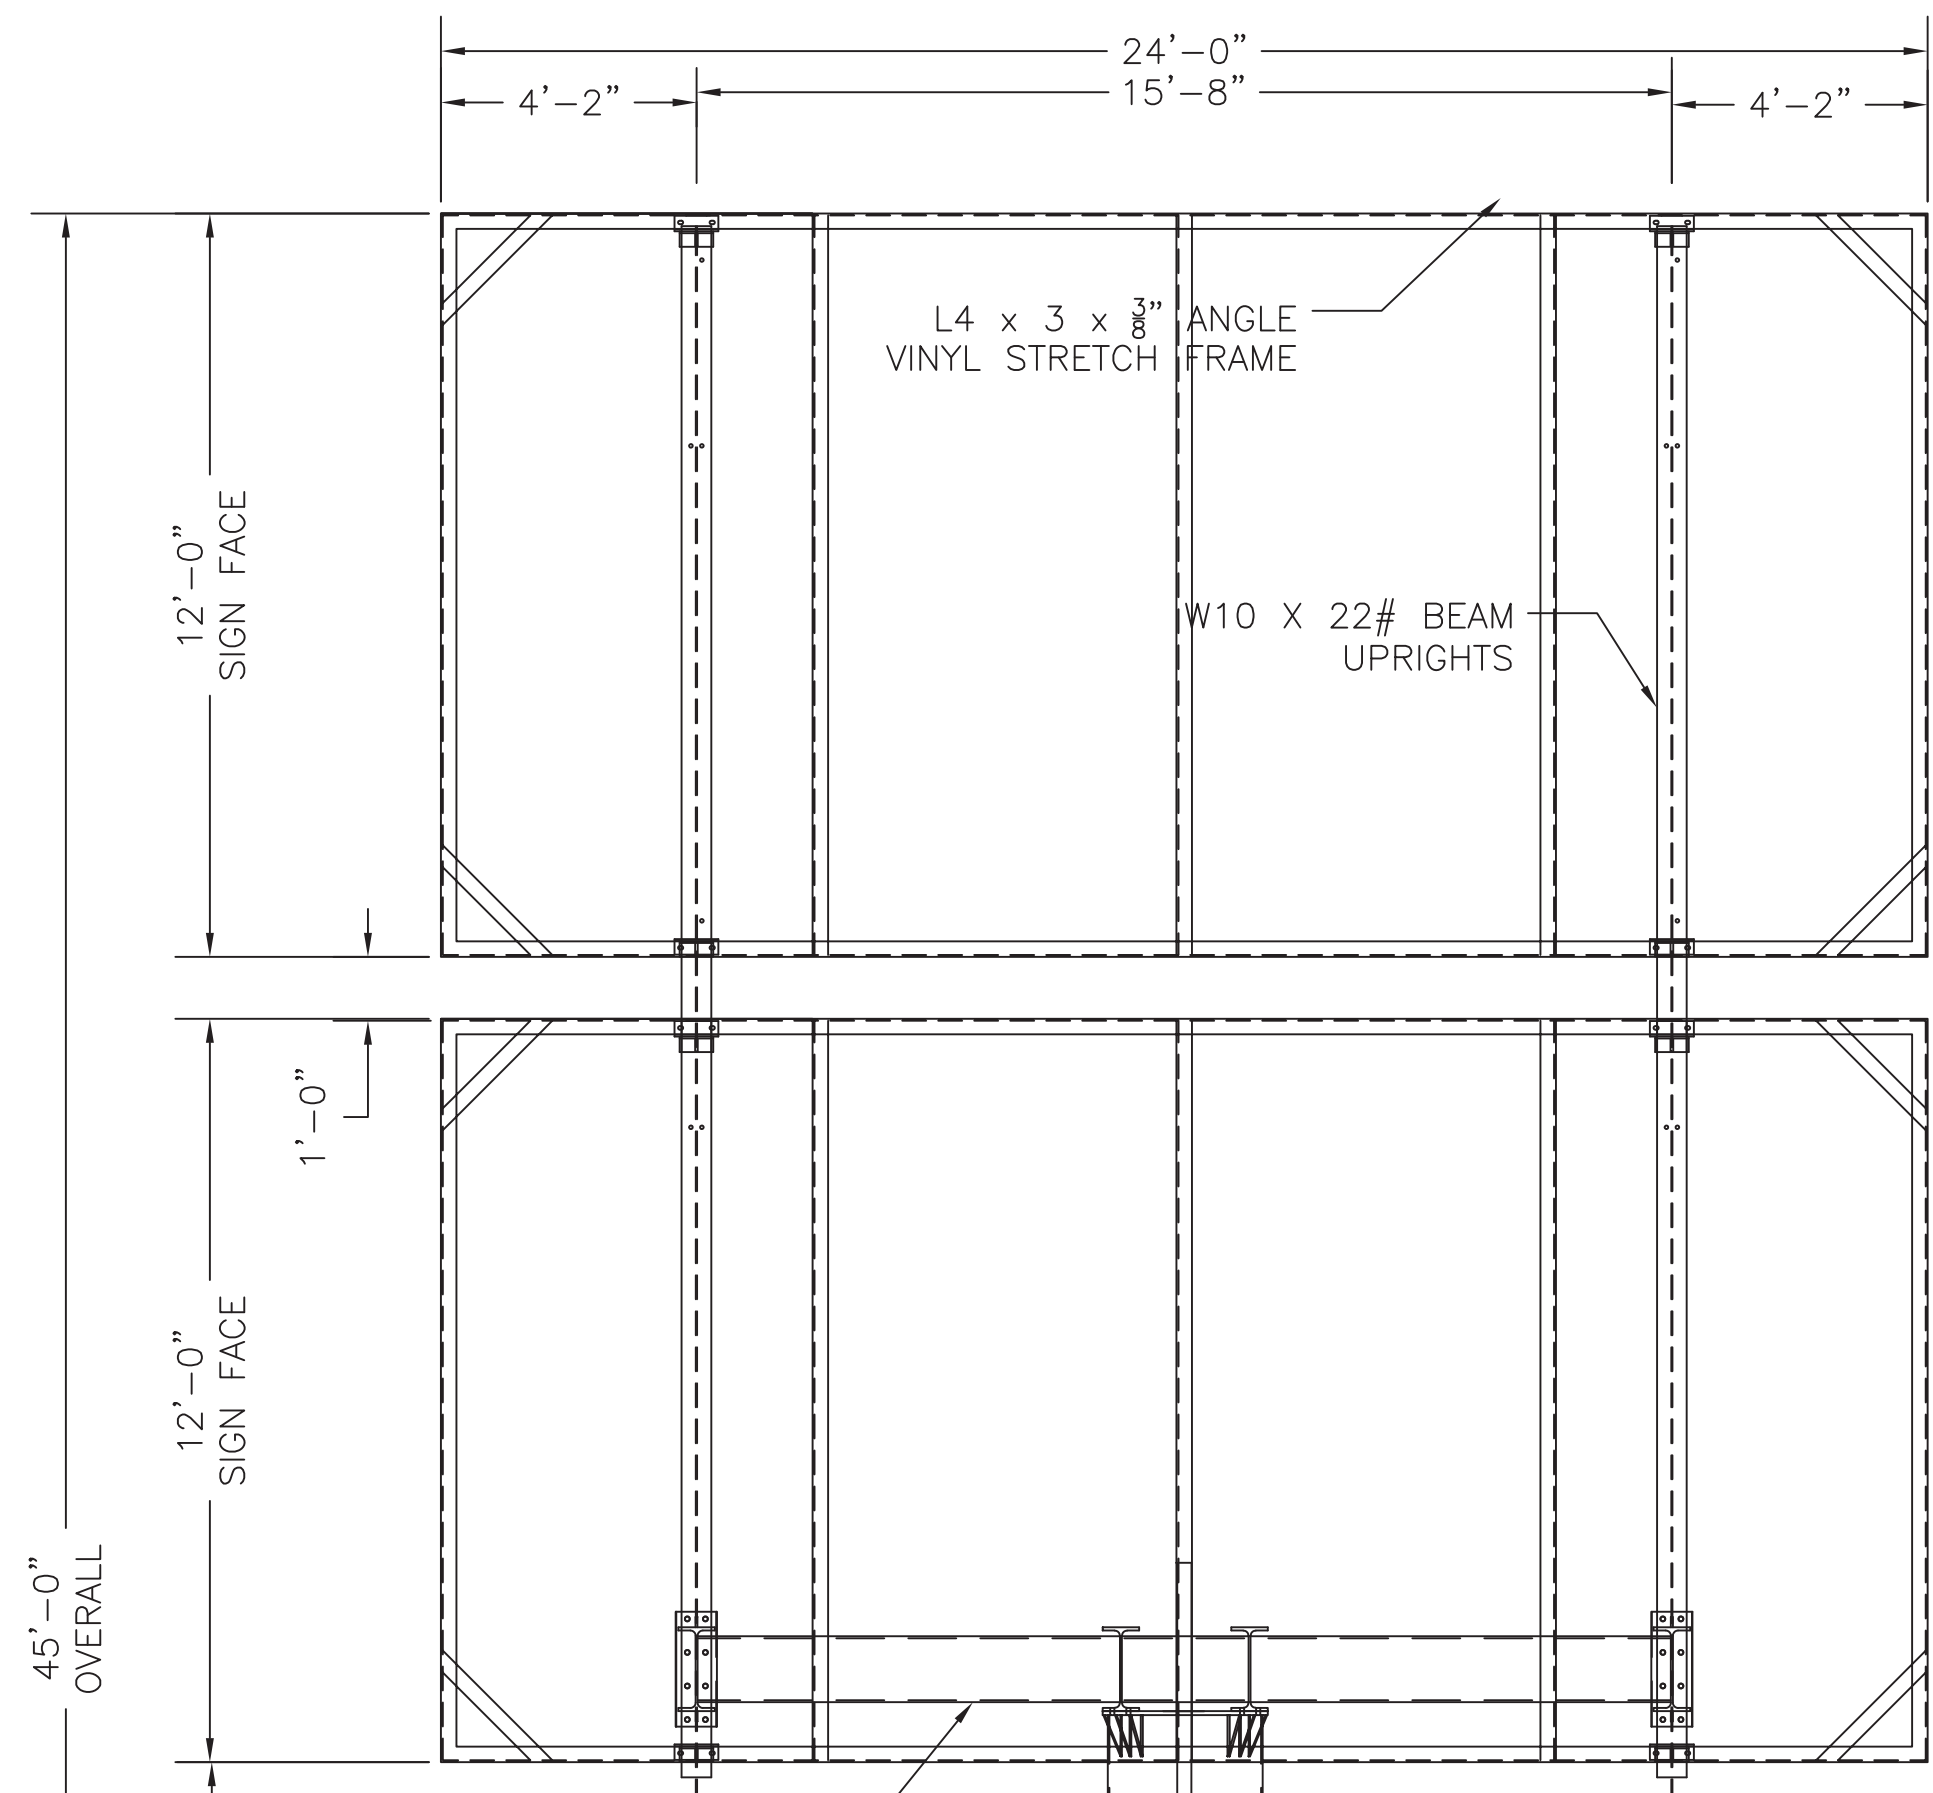 24'-0"
15'-8"
4'-2"
4'-2"
L4 x 3 x 3/8" ANGLE
VINYL STRETCH FRAME
12'-0"
SIGN FACE
W10 X 22# BEAM
UPRIGHTS
1'-0"
12'-0"
SIGN FACE
45'-0"
OVERALL